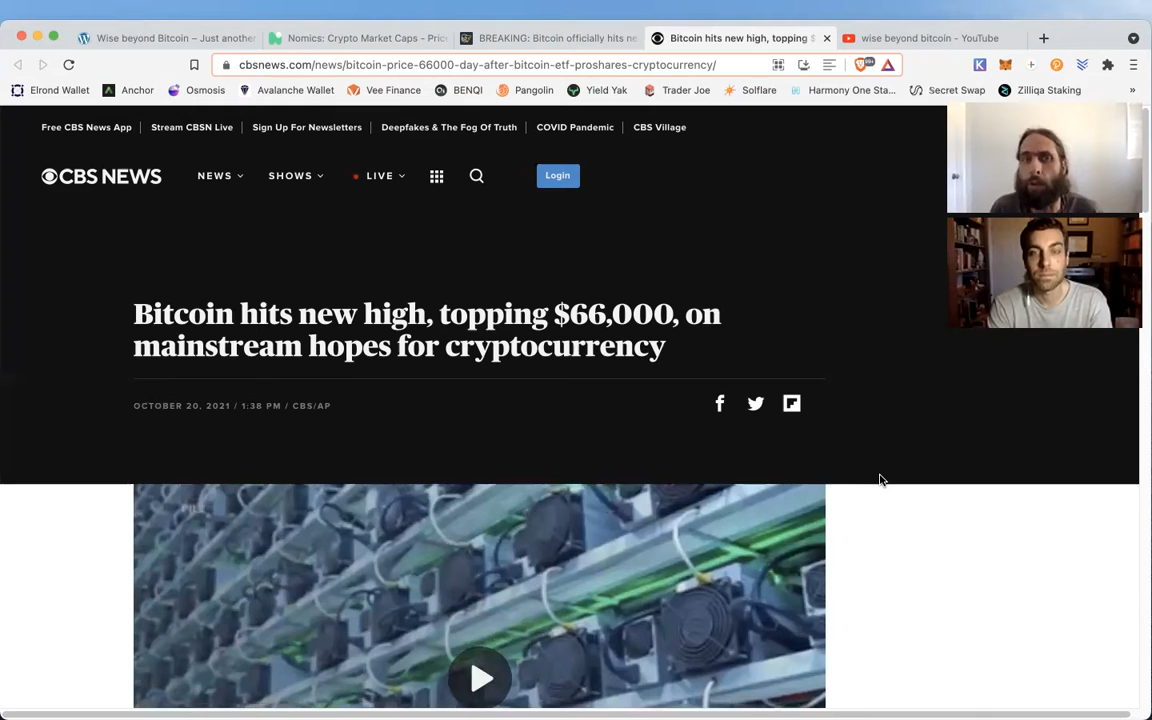 Wise beyond Bitcoin – Just another
Nomics: Crypto Market Caps - Price
BREAKING: Bitcoin officially hits ne
Bitcoin hits new high, topping $
wise beyond bitcoin - YouTube
cbsnews.com/news/bitcoin-price-66000-day-after-bitcoin-etf-proshares-cryptocurrency/
99+
Elrond Wallet
Anchor
Osmosis
Avalanche Wallet
Vee Finance
BENQI
Pangolin
Yield Yak
Trader Joe
Solflare
Harmony One Sta...
Secret Swap
Zilliqa Staking
Free CBS News App
Stream CBSN Live
Sign Up For Newsletters
Deepfakes & The Fog Of Truth
COVID Pandemic
CBS Village
CBS NEWS
NEWS
SHOWS
LIVE
Login
Bitcoin hits new high, topping $66,000, on
mainstream hopes for cryptocurrency
OCTOBER 20, 2021 / 1:38 PM / CBS/AP
FILE